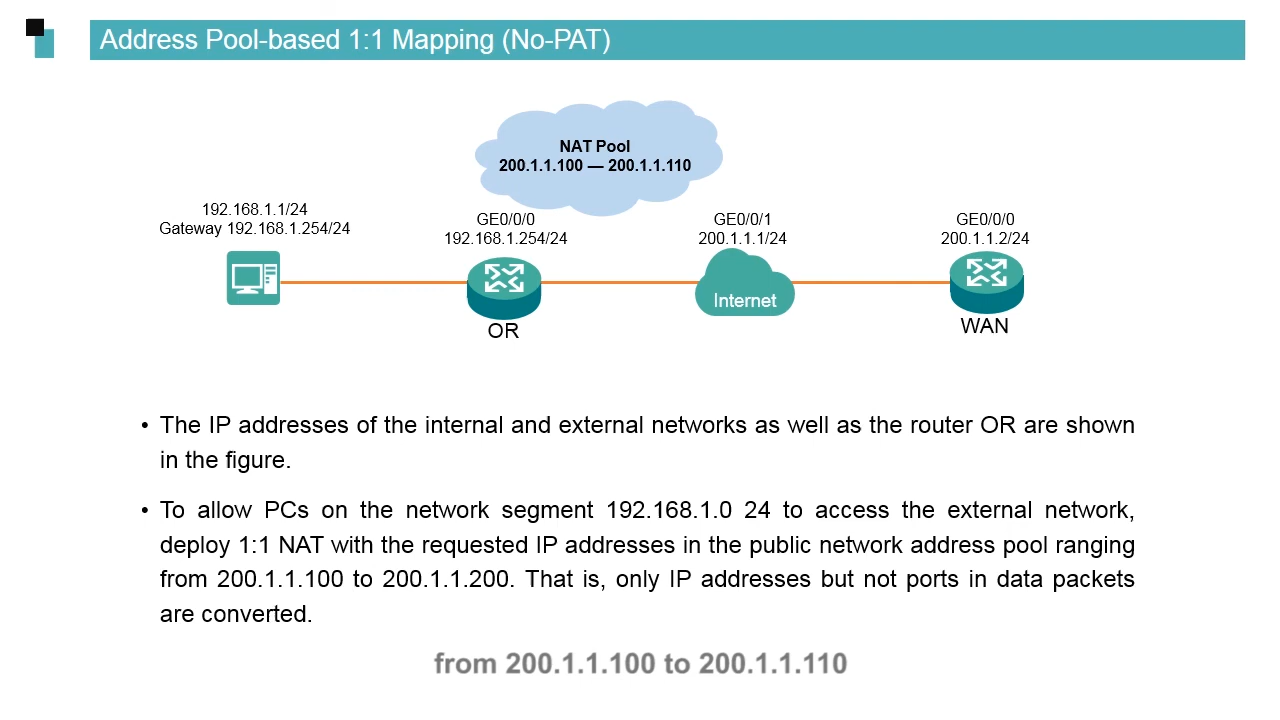 Address Pool-based 1:1 Mapping (No-PAT)
NAT Pool
200.1.1.100 — 200.1.1.110
192.168.1.1/24
Gateway 192.168.1.254/24
GE0/0/0
192.168.1.254/24
GE0/0/1
200.1.1.1/24
GE0/0/0
200.1.1.2/24
Internet
OR
WAN
• The IP addresses of the internal and external networks as well as the router OR are shown
in the figure.
• To allow PCs on the network segment 192.168.1.0 24 to access the external network,
deploy 1:1 NAT with the requested IP addresses in the public network address pool ranging
from 200.1.1.100 to 200.1.1.200. That is, only IP addresses but not ports in data packets
are converted.
from 200.1.1.100 to 200.1.1.110